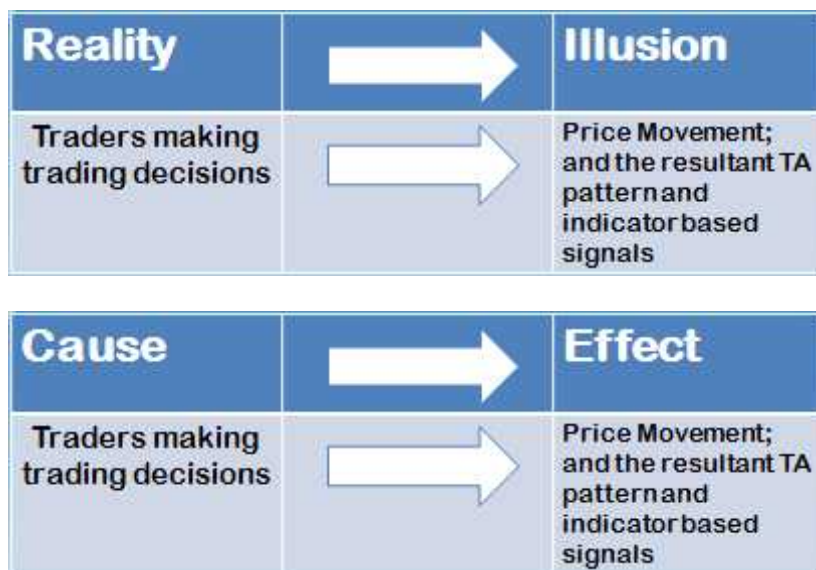 Reality
Illusion
Traders making
trading decisions
Price Movement;
and the resultant TA
pattern and
indicator based
signals
Cause
Effect
Traders making
trading decisions
Price Movement;
and the resultant TA
pattern and
indicator based
signals